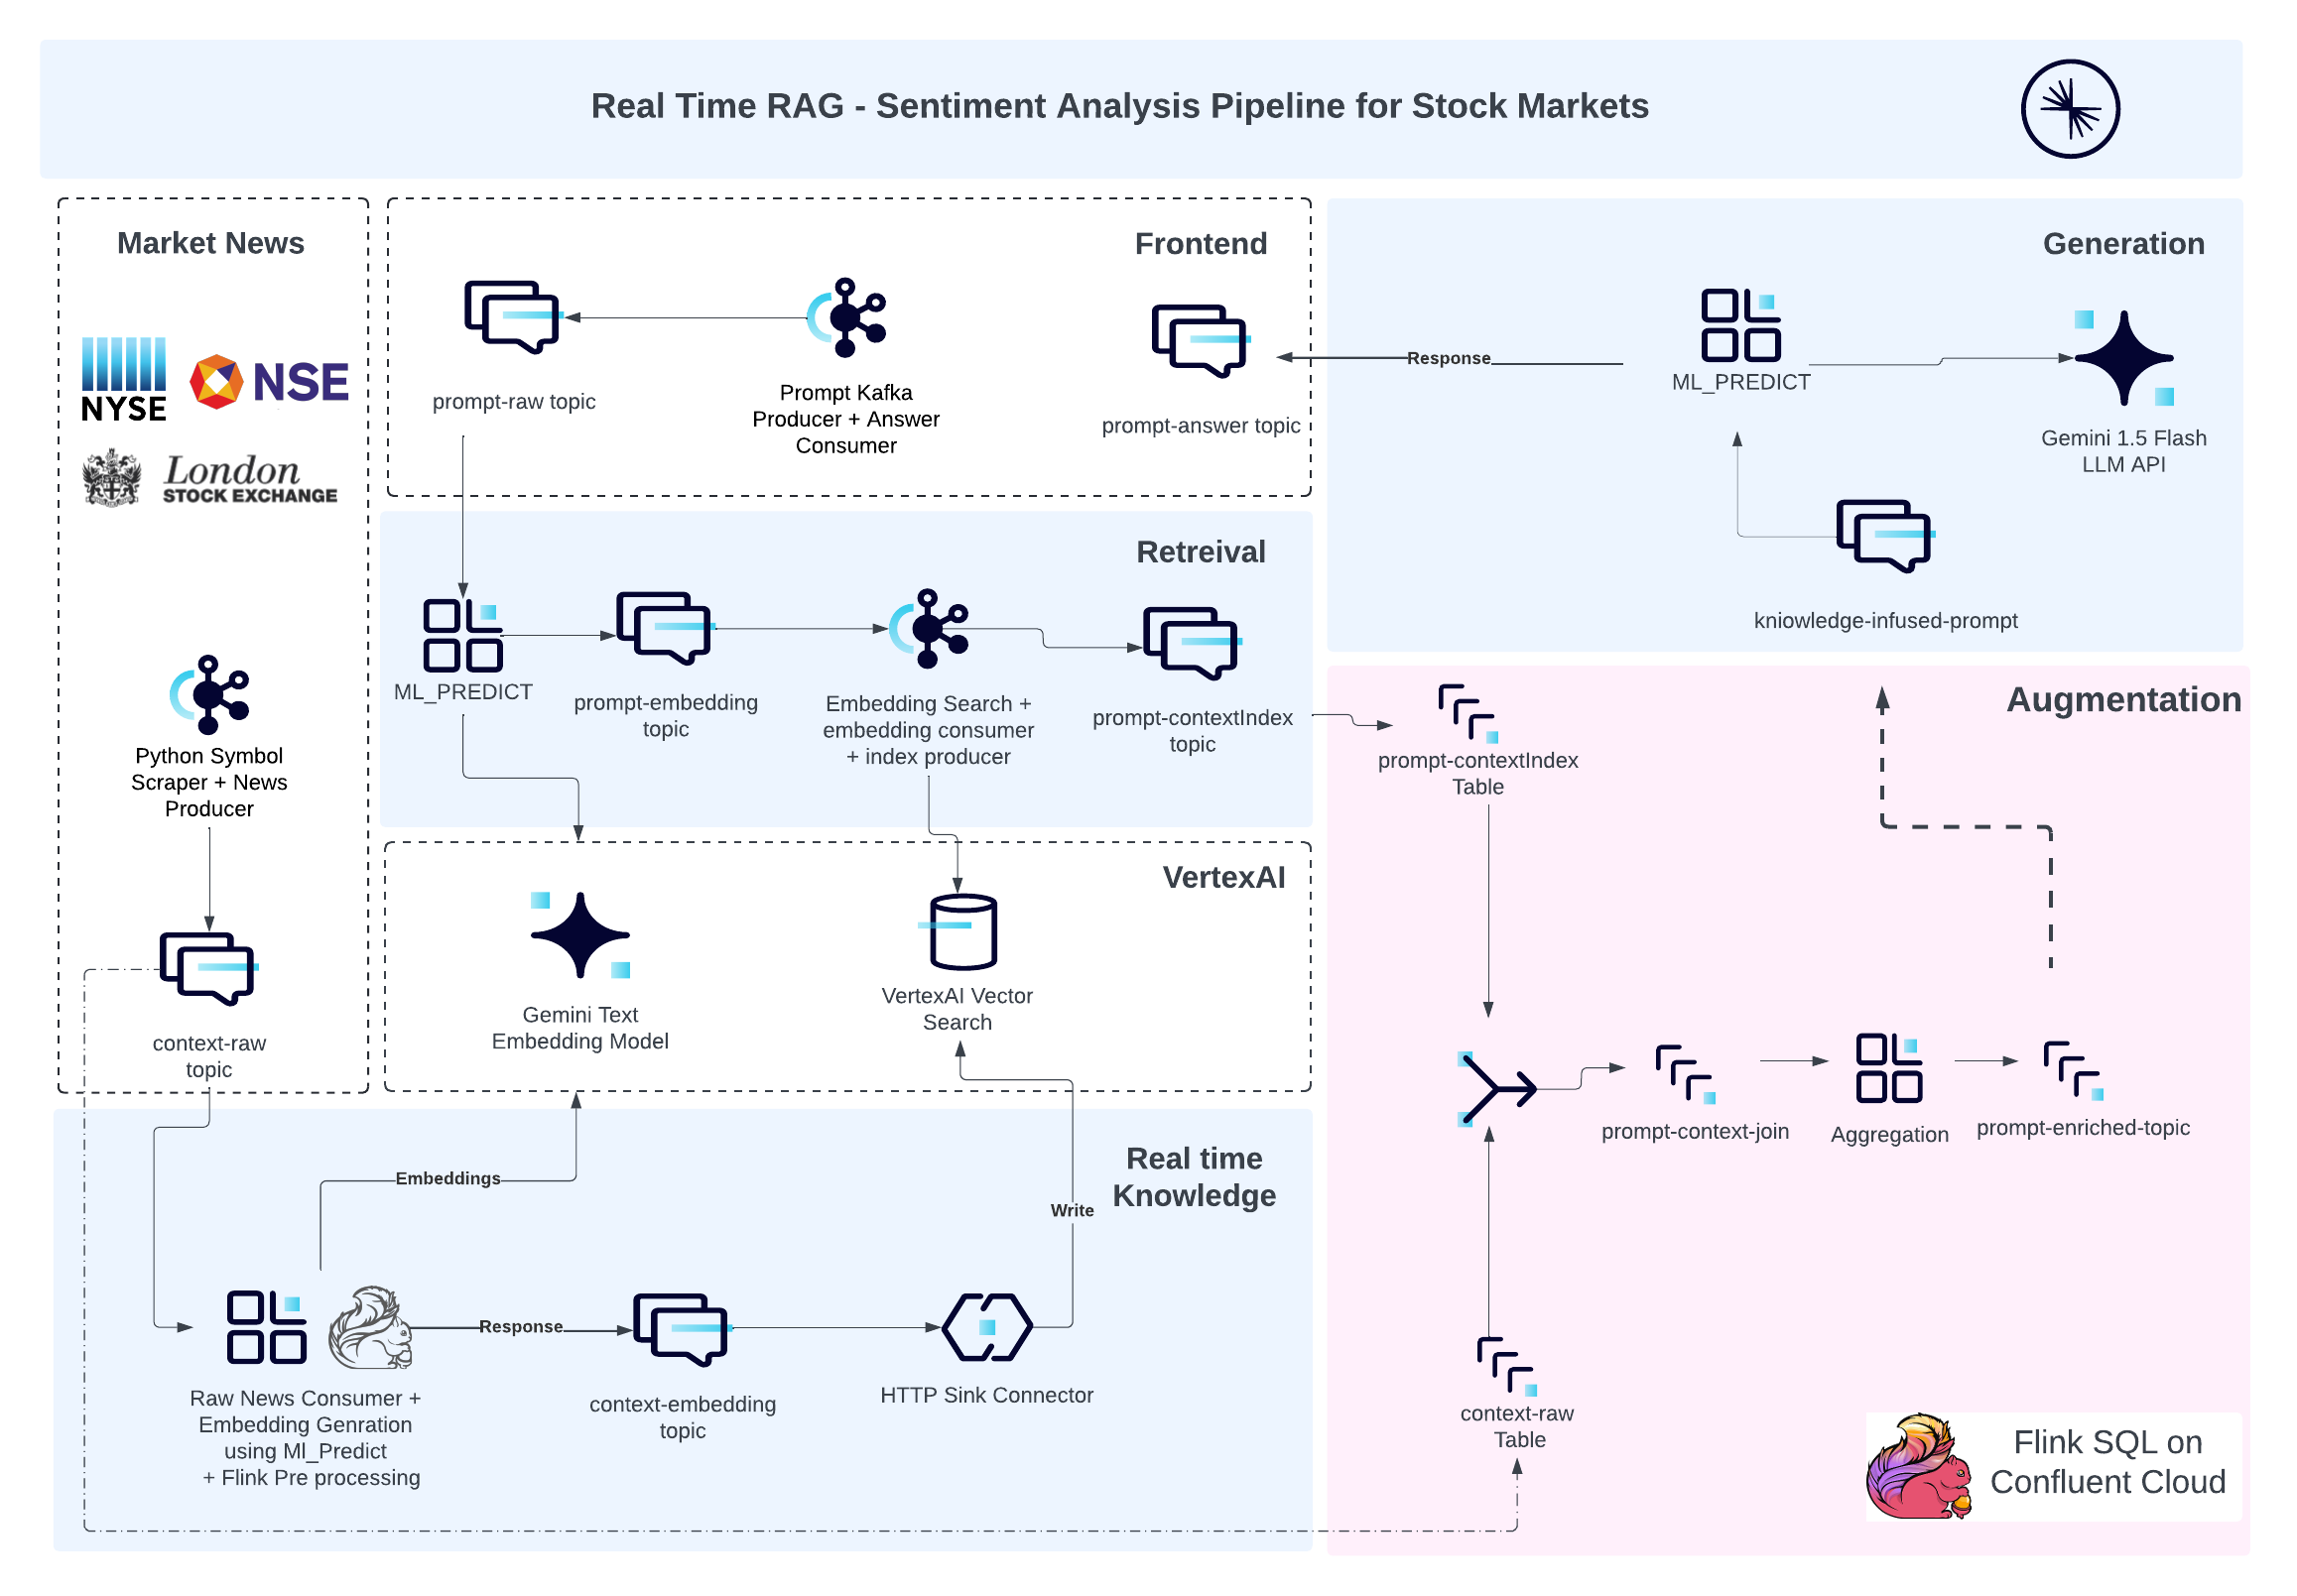 Real Time RAG - Sentiment Analysis Pipeline for Stock Markets
Market News
NYSE
NSE
London
STOCK EXCHANGE
Python Symbol
Scraper + News
Producer
context-raw
topic
Frontend
prompt-raw topic
Prompt Kafka
Producer + Answer
Consumer
prompt-answer topic
Response
Generation
ML_PREDICT
Gemini 1.5 Flash
LLM API
kniowledge-infused-prompt
Retreival
ML_PREDICT
prompt-embedding
topic
Embedding Search +
embedding consumer
+ index producer
prompt-contextIndex
topic
VertexAI
Gemini Text
Embedding Model
VertexAI Vector
Search
Real time
Knowledge
Embeddings
Write
Response
Raw News Consumer +
Embedding Genration
using Ml_Predict
+ Flink Pre processing
context-embedding
topic
HTTP Sink Connector
Augmentation
prompt-contextIndex
Table
prompt-context-join
Aggregation
prompt-enriched-topic
context-raw
Table
Flink SQL on
Confluent Cloud